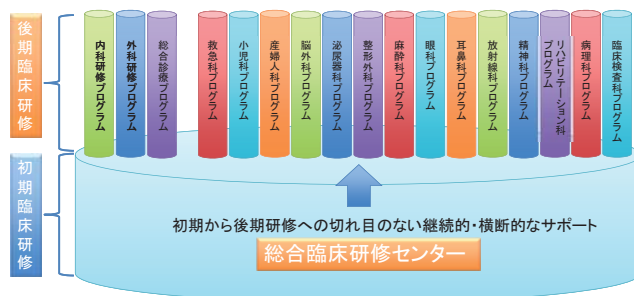 後期臨床研修
内科研修プログラム
外科研修プログラム
総合診療プログラム
救急科プログラム
小児科プログラム
産婦人科プログラム
脳外科プログラム
泌尿器科プログラム
整形外科プログラム
麻酔科プログラム
眼科プログラム
耳鼻科プログラム
放射線科プログラム
精神科プログラム
リハビリテーション科
プログラム
病理科プログラム
臨床検査科プログラム
初期臨床研修
初期から後期研修への切れ目のない継続的・横断的なサポート
総合臨床研修センター